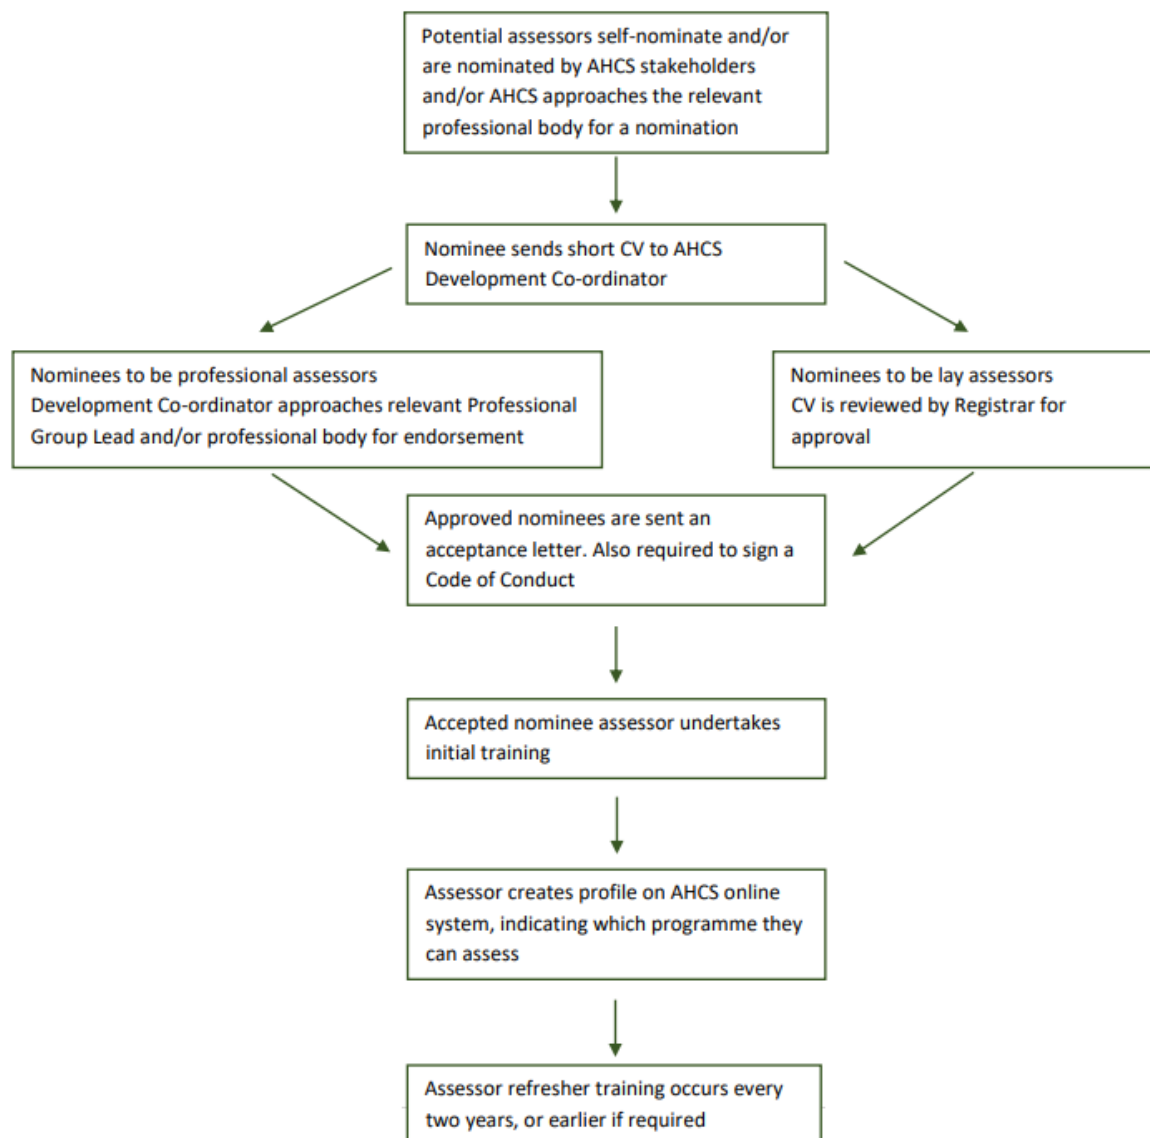 Potential assessors self-nominate and/or
are nominated by AHCS stakeholders
and/or AHCS approaches the relevant
professional body for a nomination
Nominee sends short CV to AHCS
Development Co-ordinator
Nominees to be professional assessors
Development Co-ordinator approaches relevant Professional
Group Lead and/or professional body for endorsement
Nominees to be lay assessors
CV is reviewed by Registrar for
approval
Approved nominees are sent an
acceptance letter. Also required to sign a
Code of Conduct
Accepted nominee assessor undertakes
initial training
Assessor creates profile on AHCS online
system, indicating which programme they
can assess
Assessor refresher training occurs every
two years, or earlier if required